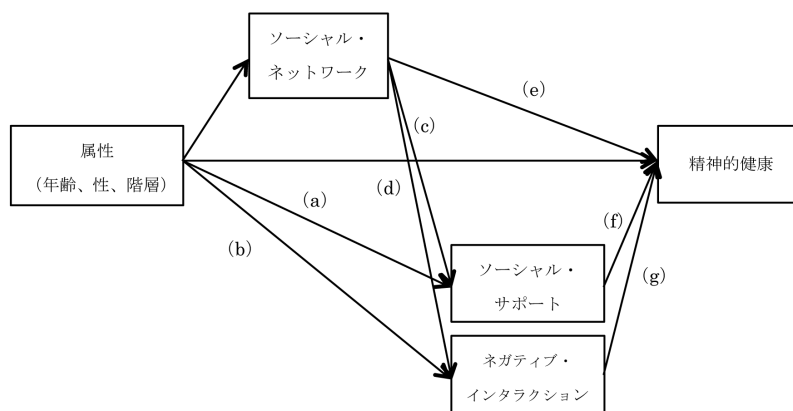 ソーシャル・
ネットワーク
(e)
(c)
属性
(年齢、性、階層)
精神的健康
(d)
(a)
(f)
(b)
ソーシャル・
サポート
(g)
ネガティブ・
インタラクション